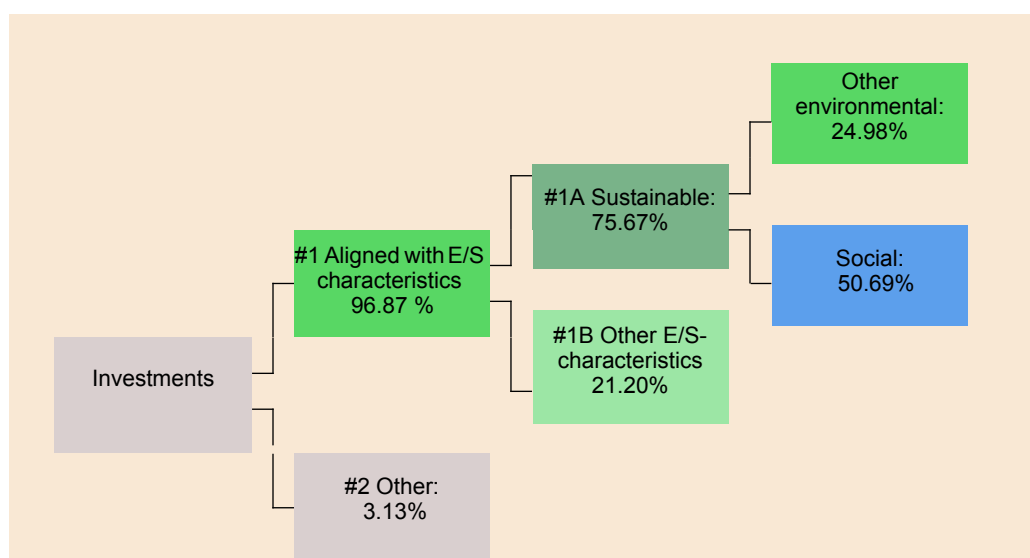 Other
environmental:
24.98%
#1A Sustainable:
75.67%
#1 Aligned with E/S
characteristics
96.87 %
Social:
50.69%
#1B Other E/S-
characteristics
21.20%
Investments
#2 Other:
3.13%